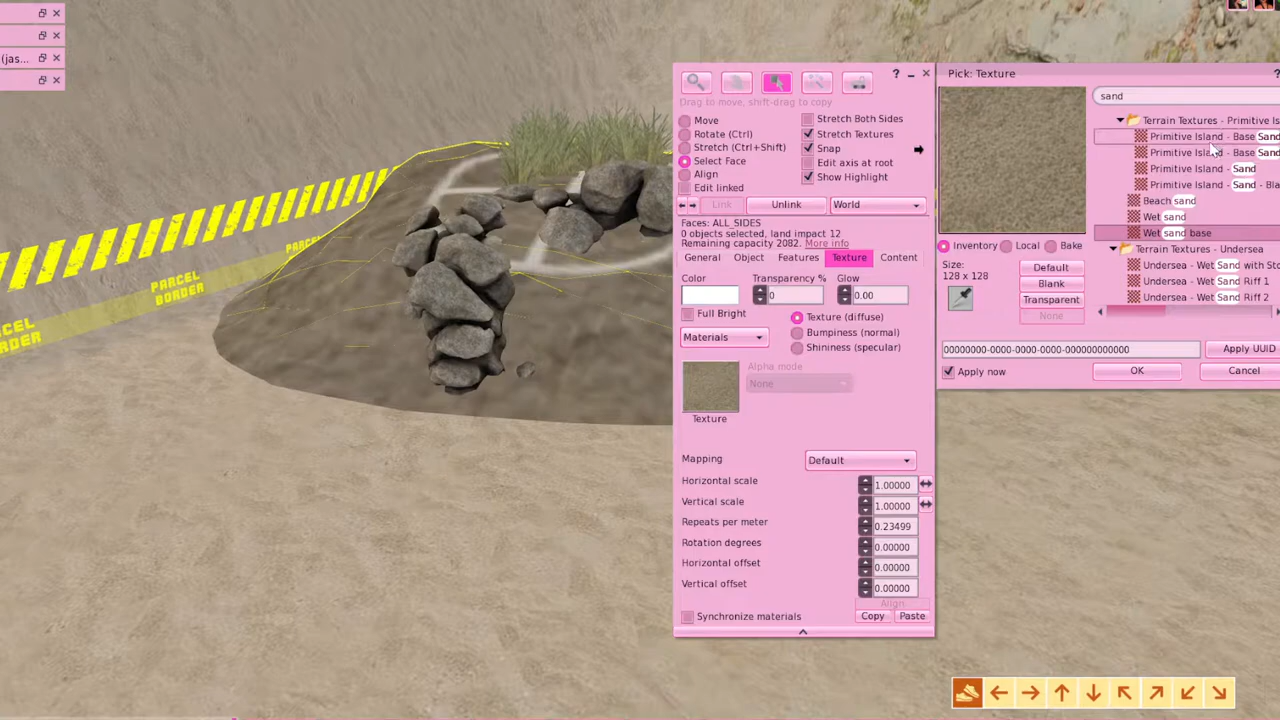 (jas...
PARCEL
BORDER
PARCEL
BORDER
PARCEL
?
Drag to move, shift-drag to copy
Move
Rotate (Ctrl)
Stretch (Ctrl+Shift)
Select Face
Align
Edit linked
Stretch Both Sides
Stretch Textures
Snap
Edit axis at root
Show Highlight
Link
Unlink
World
Faces: ALL_SIDES
0 objects selected, land impact 12
Remaining capacity 2082. More info
General
Object
Features
Texture
Content
Color
Transparency %
Glow
0
0.00
Full Bright
Texture (diffuse)
Bumpiness (normal)
Shininess (specular)
Materials
Alpha mode
None
Texture
Mapping
Default
Horizontal scale
1.00000
Vertical scale
1.00000
Repeats per meter
0.23499
Rotation degrees
0.00000
Horizontal offset
0.00000
Vertical offset
0.00000
Align
Synchronize materials
Copy
Paste
Pick: Texture
?
sand
Terrain Textures - Primitive Is
Primitive Island - Base Sand
Primitive Island - Base Sand
Primitive Island - Sand
Primitive Island - Sand - Bla
Beach sand
Wet sand
Wet sand base
Terrain Textures - Undersea
Undersea - Wet Sand with Sto
Undersea - Wet Sand Riff 1
Undersea - Wet Sand Riff 2
Inventory
Local
Bake
Size:
128 x 128
Default
Blank
Transparent
None
00000000-0000-0000-0000-000000000000
Apply UUID
Apply now
OK
Cancel